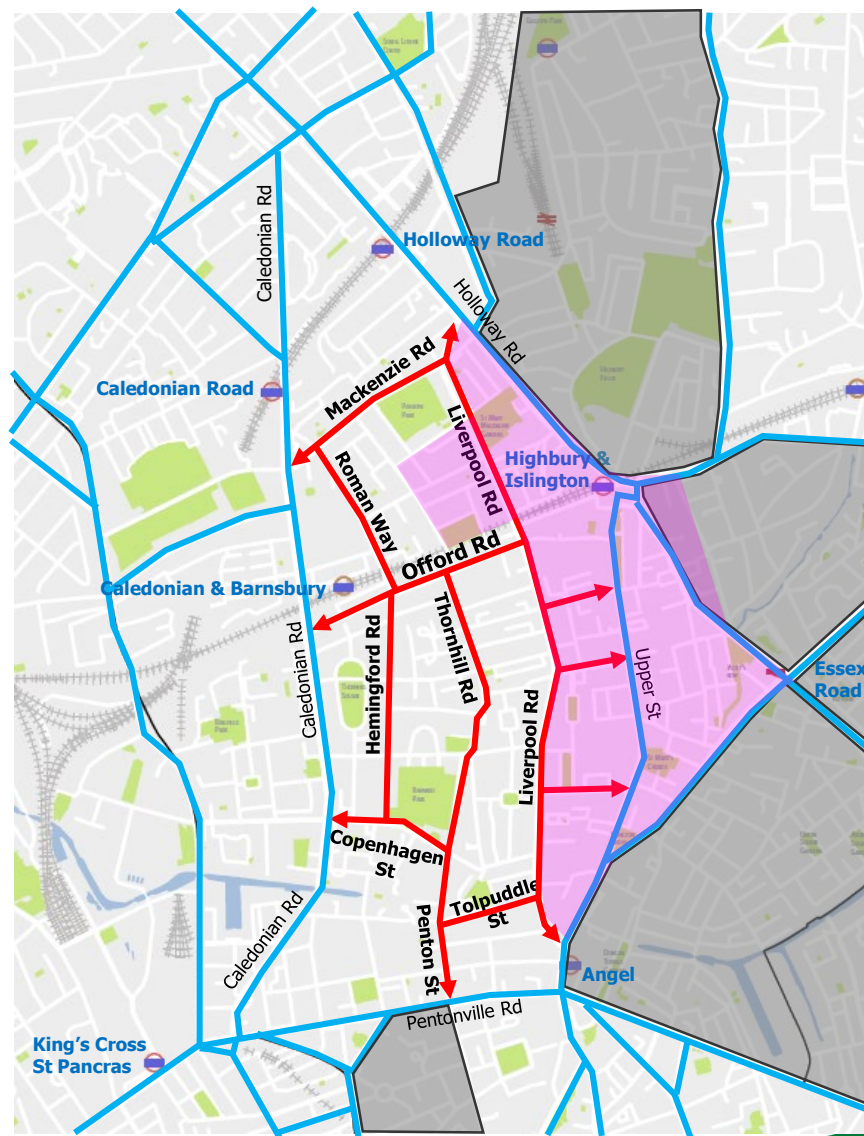 Holloway Road
Caledonian Rd
Holloway Rd
Mackenzie Rd
Caledonian Road
Liverpool Rd
Highbury &
Islington
Roman Way
Offord Rd
Caledonian & Barnsbury
Thornhill Rd
Hemingford Rd
Caledonian Rd
Upper St
Essex
Road
Liverpool Rd
Copenhagen
St
Tolpuddle
St
Penton St
Caledonian Rd
Angel
Pentonville Rd
King's Cross
St Pancras